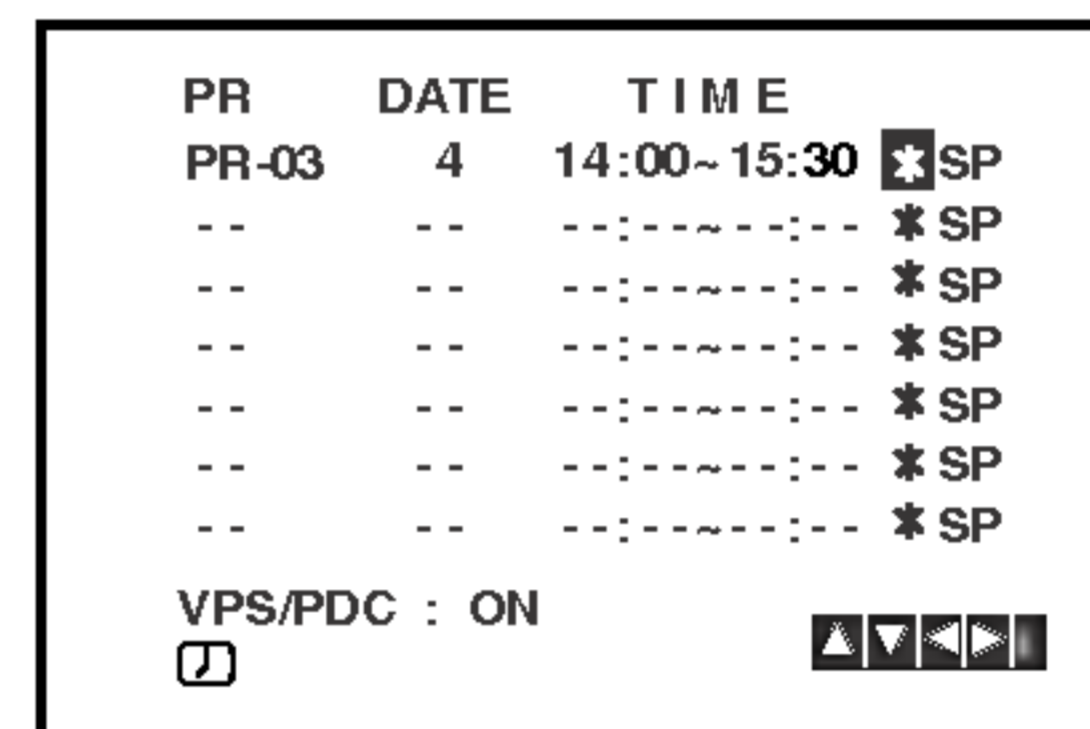 PR DATE TIME
PR-03 4 14:00~15:30 * SP
-- -- --:--~--:-- * SP
-- -- --:--~--:-- * SP
-- -- --:--~--:-- * SP
-- -- --:--~--:-- * SP
-- -- --:--~--:-- * SP
-- -- --:--~--:-- * SP
VPS/PDC : ON